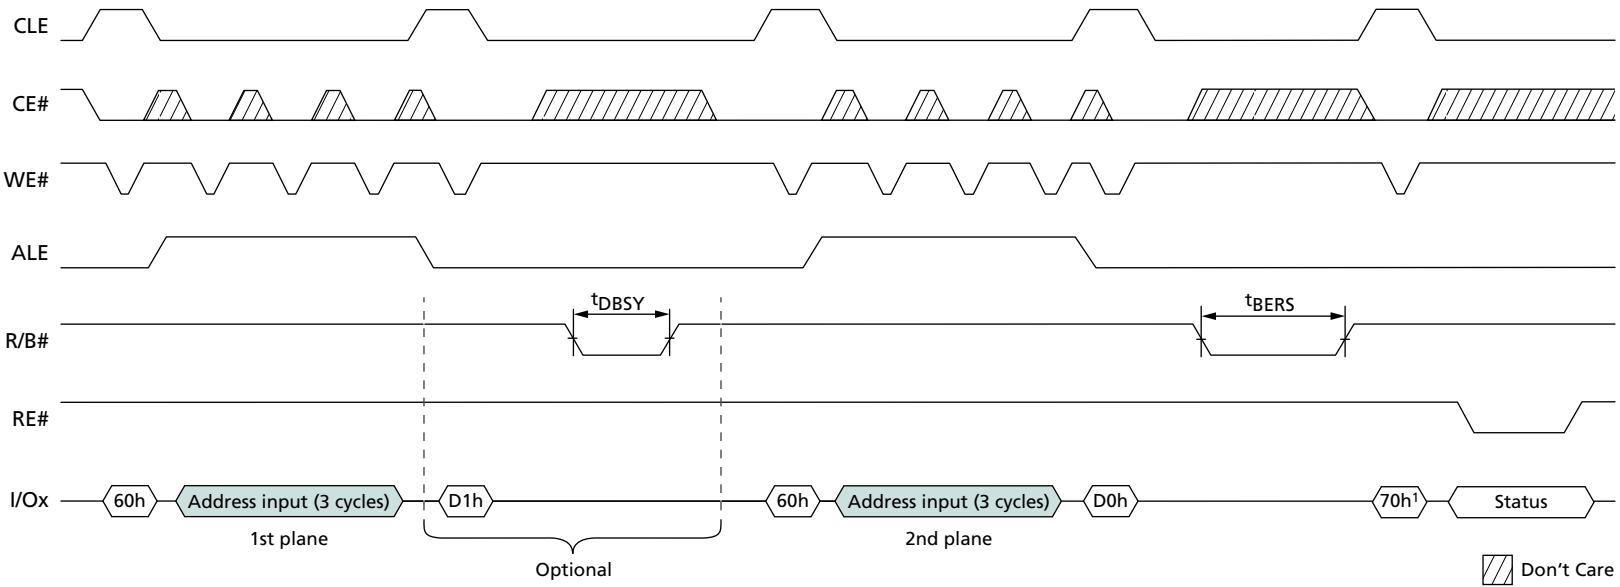 CLE
CE#
WE#
ALE
tDBSY
tBERS
R/B#
RE#
I/Ox
60h
Address input (3 cycles)
D1h
60h
Address input (3 cycles)
D0h
70h¹
Status
1st plane
2nd plane
Optional
Don't Care